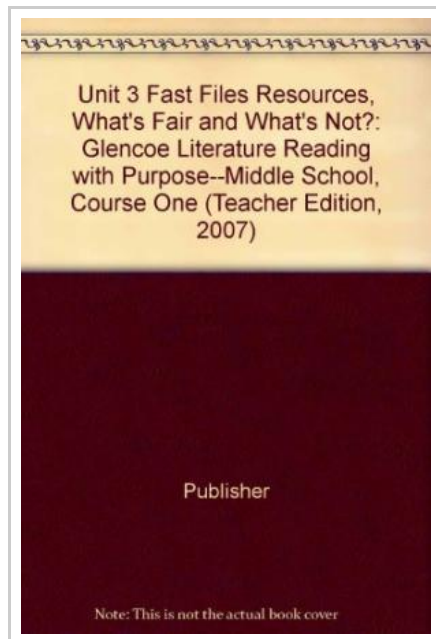 Unit 3 Fast Files Resources,
What's Fair and What's Not?:
Glencoe Literature Reading
with Purpose--Middle School,
Course One (Teacher Edition,
2007)
Publisher
Note: This is not the actual book cover